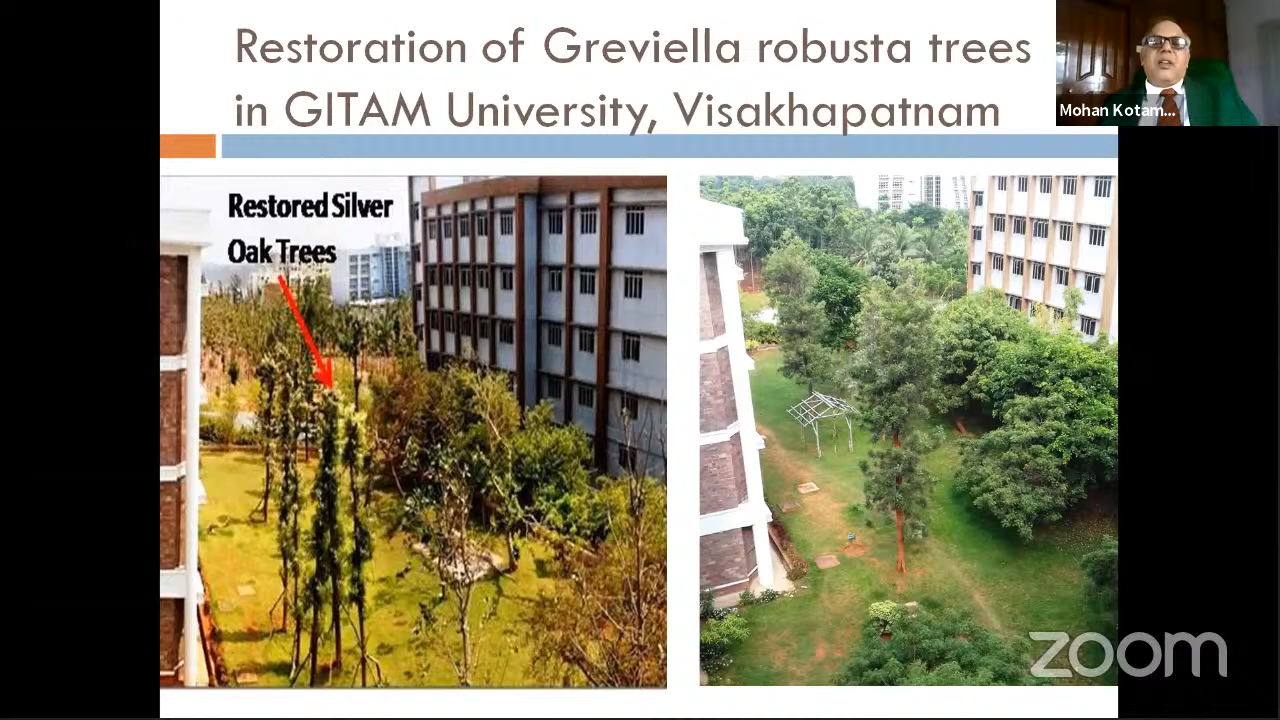 Restoration of Greviella robusta trees
in GITAM University, Visakhapatnam
Mohan Kotam...
Restored Silver
Oak Trees
zoom